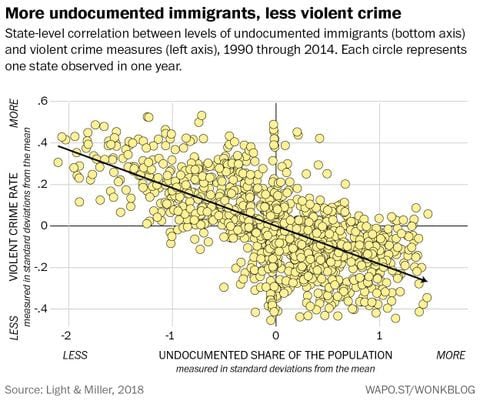 More undocumented immigrants, less violent crime
State-level correlation between levels of undocumented immigrants (bottom axis)
and violent crime measures (left axis), 1990 through 2014. Each circle represents
one state observed in one year.
MORE
VIOLENT CRIME RATE
measured in standard deviations from the mean
LESS
.6
.4
.2
0
-.2
-.4
-2
-1
0
1
LESS
UNDOCUMENTED SHARE OF THE POPULATION
MORE
measured in standard deviations from the mean
Source: Light & Miller, 2018
WAPO.ST/WONKBLOG